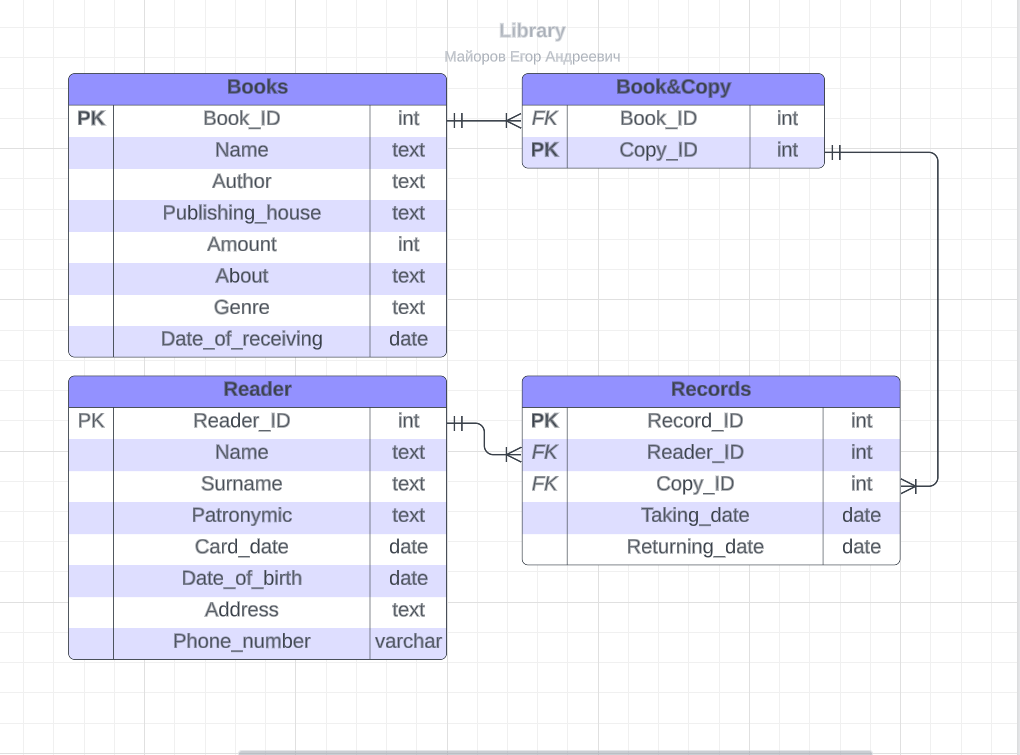 Library
Майоров Егор Андреевич
Books
PK Book_ID int
Name text
Author text
Publishing_house text
Amount int
About text
Genre text
Date_of_receiving date
Book&Copy
FK Book_ID int
PK Copy_ID int
Reader
PK Reader_ID int
Name text
Surname text
Patronymic text
Card_date date
Date_of_birth date
Address text
Phone_number varchar
Records
PK Record_ID int
FK Reader_ID int
FK Copy_ID int
Taking_date date
Returning_date date